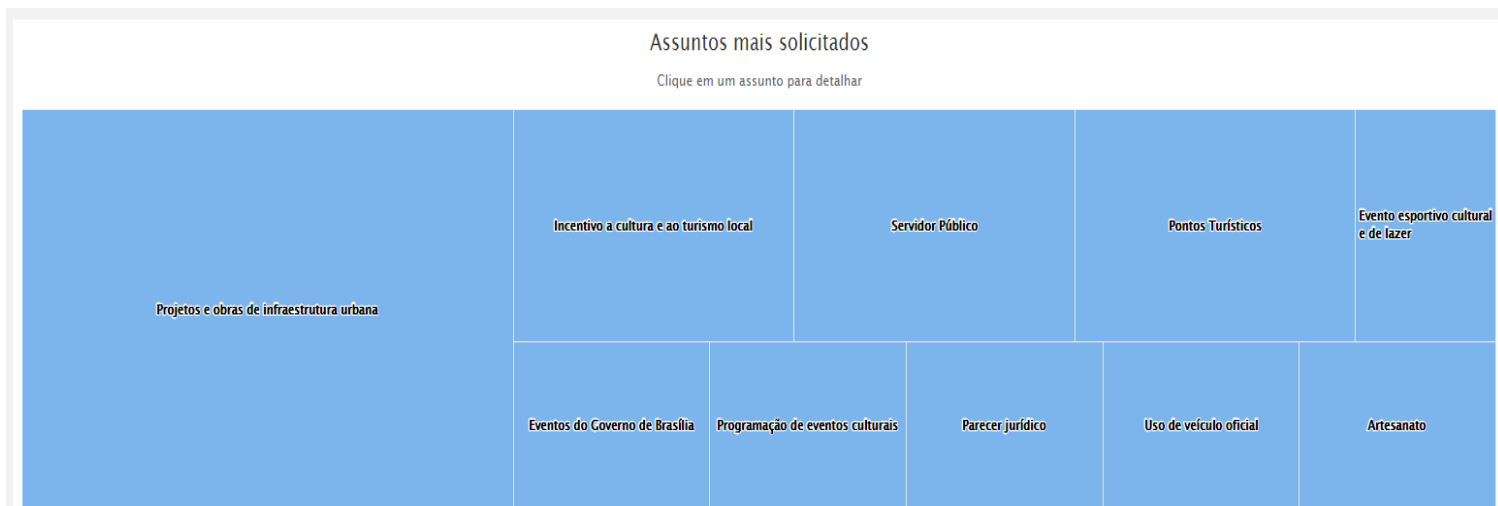 Assuntos mais solicitados
Clique em um assunto para detalhar
Projetos e obras de infraestrutura urbana
Incentivo a cultura e ao turismo local
Servidor Público
Pontos Turísticos
Evento esportivo cultural
e de lazer
Eventos do Governo de Brasília
Programação de eventos culturais
Parecer jurídico
Uso de veículo oficial
Artesanato